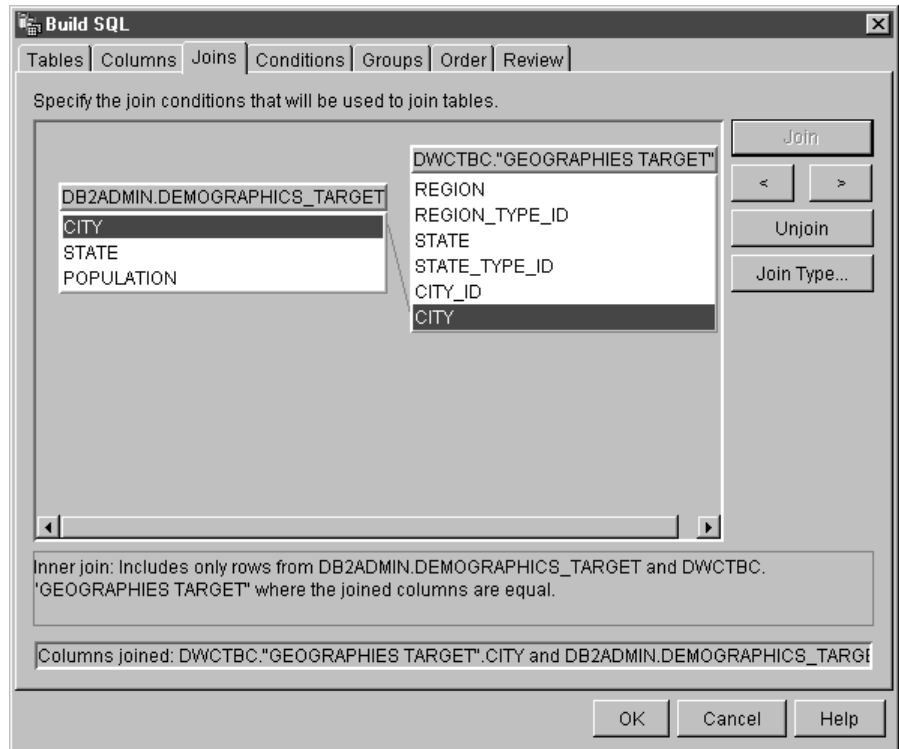 Build SQL
Tables Columns Joins Conditions Groups Order Review
Specify the join conditions that will be used to join tables.
DB2ADMIN.DEMOGRAPHICS_TARGET
CITY
STATE
POPULATION
DWCTBC."GEOGRAPHIES TARGET"
REGION
REGION_TYPE_ID
STATE
STATE_TYPE_ID
CITY_ID
CITY
Join
< >
Unjoin
Join Type...
Inner join: Includes only rows from DB2ADMIN.DEMOGRAPHICS_TARGET and DWCTBC.
'GEOGRAPHIES TARGET" where the joined columns are equal.
Columns joined: DWCTBC."GEOGRAPHIES TARGET".CITY and DB2ADMIN.DEMOGRAPHICS_TARGE
OK Cancel Help